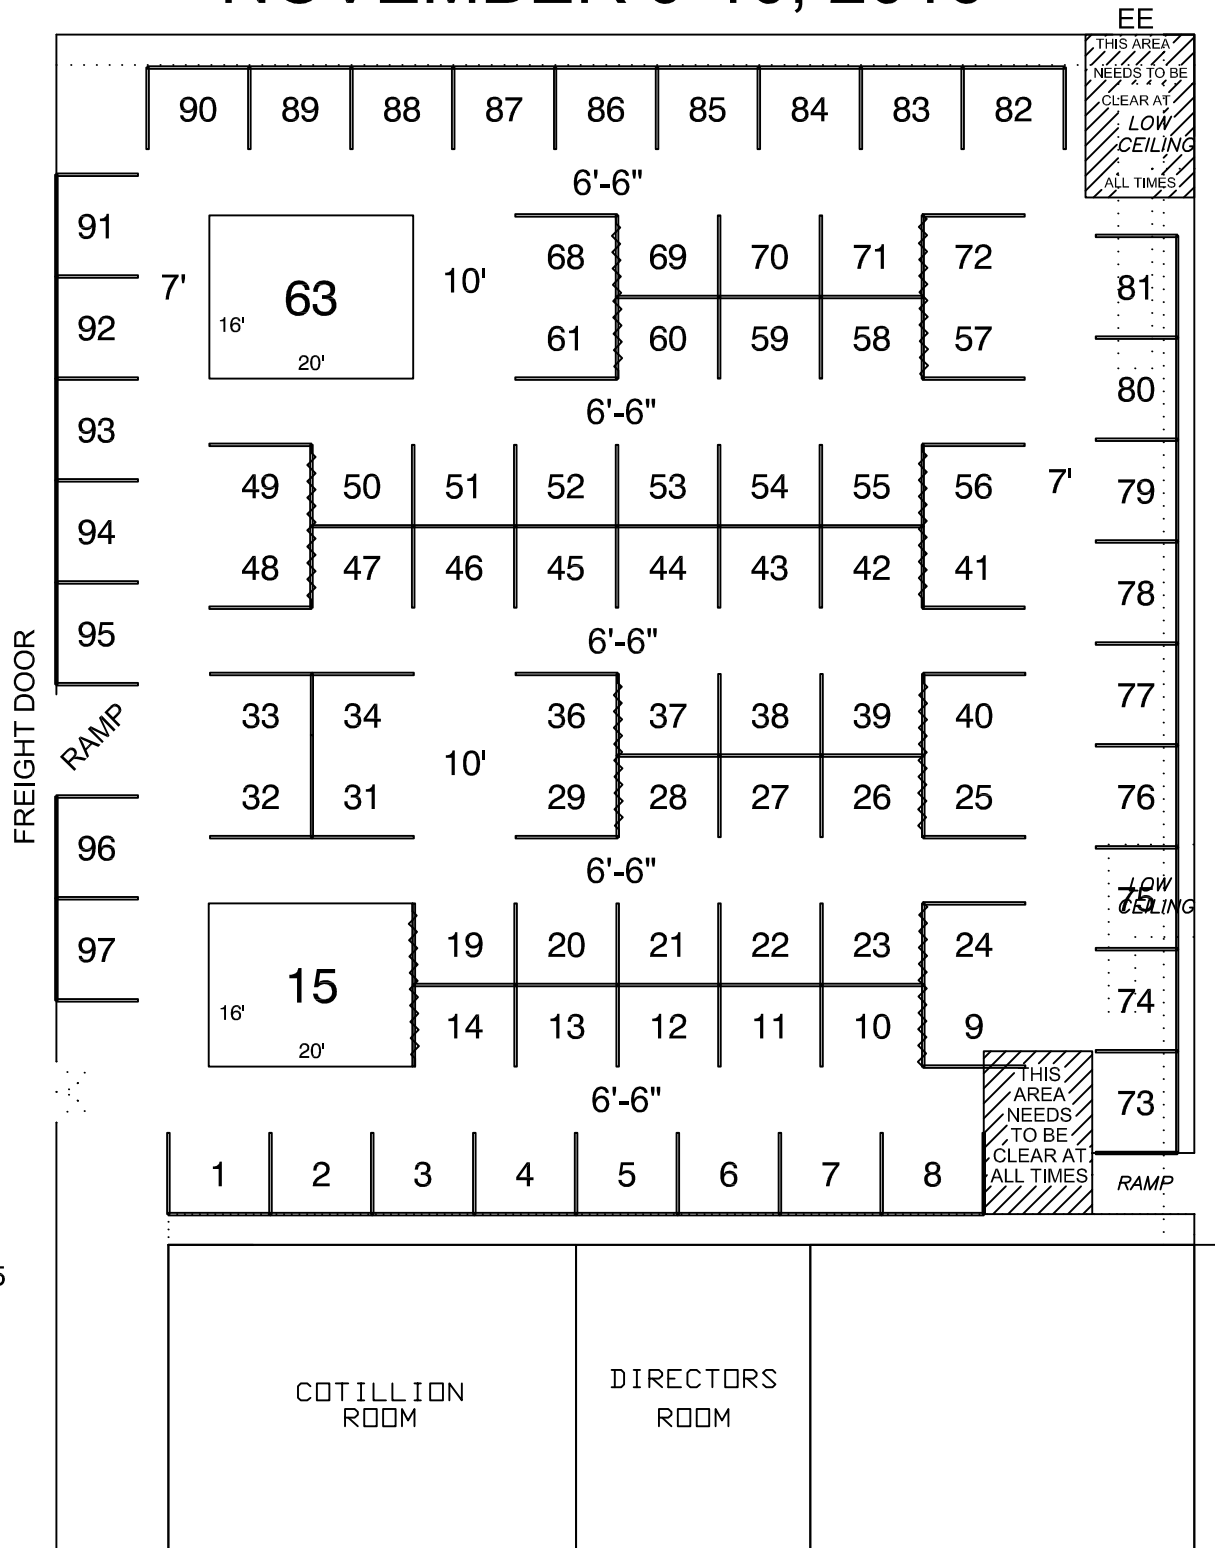 EE
THIS AREA
NEEDS TO BE
CLEAR AT
LOW
CEILING
ALL TIMES
90 89 88 87 86 85 84 83 82
6'-6"
91
68 69 70 71 72
7' 63 10' 81
16' 92 61 60 59 58 57
20'
80
6'-6"
93
49 50 51 52 53 54 55 56 7' 79
94
48 47 46 45 44 43 42 41
78
95 6'-6"
FREIGHT DOOR
RAMP
77
33 34 36 37 38 39 40
10'
32 31 29 28 27 26 25 76
96
6'-6"
LOW
75
CEILING
97
19 20 21 22 23 24
15
16'
20'
74
14 13 12 11 10 9
6'-6"
THIS
AREA
NEEDS
TO BE
CLEAR AT
ALL TIMES
73
1 2 3 4 5 6 7 8
RAMP
COTILLION
ROOM
DIRECTORS
ROOM